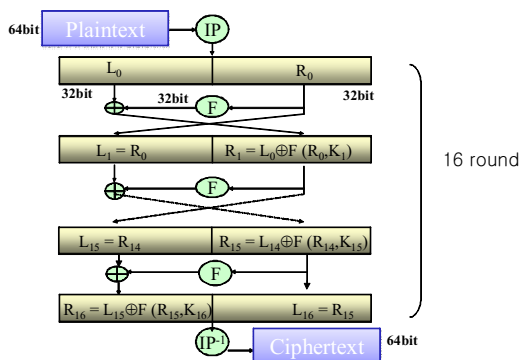 64bit Plaintext IP
L₀ R₀
32bit 32bit 32bit
F
L₁ = R₀ R₁ = L₀⊕F (R₀,K₁)
16 round
F
L₁₅ = R₁₄ R₁₅ = L₁₄⊕F (R₁₄,K₁₅)
F
R₁₆ = L₁₅⊕F (R₁₅,K₁₆) L₁₆ = R₁₅
IP⁻¹ Ciphertext 64bit